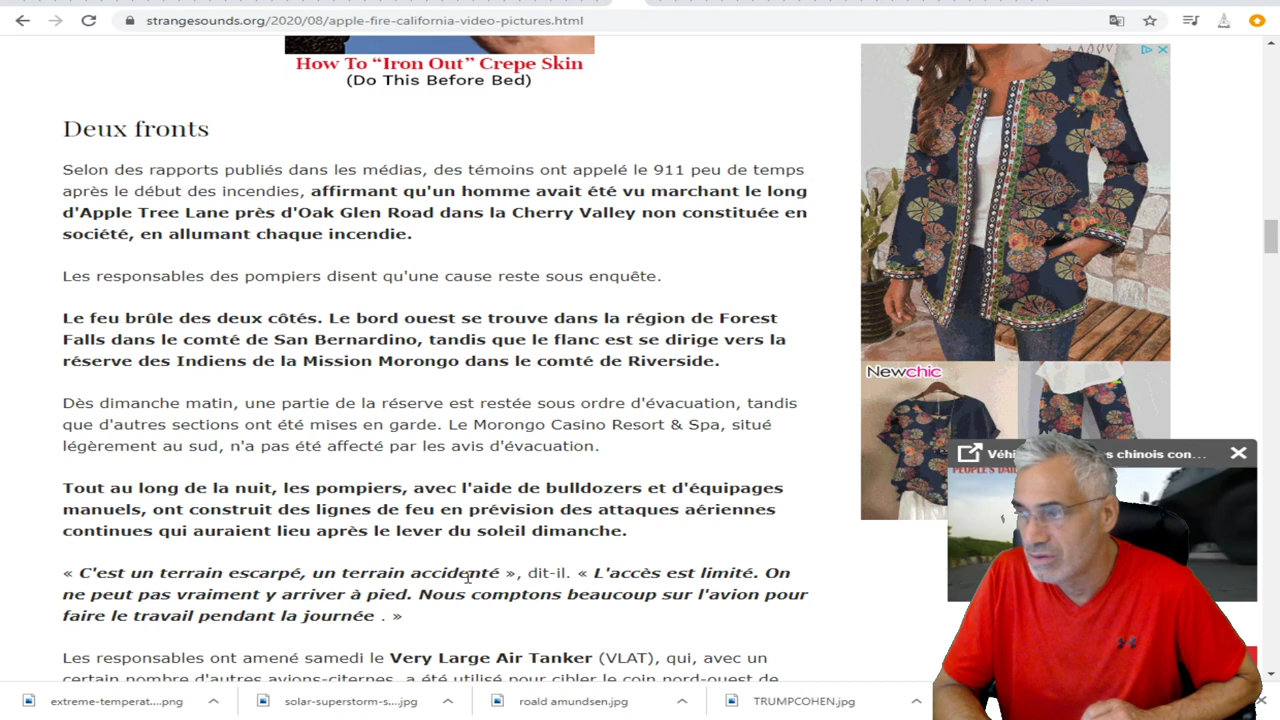 strangesounds.org/2020/08/apple-fire-california-video-pictures.html
How To “Iron Out” Crepe Skin
(Do This Before Bed)
Deux fronts
Selon des rapports publiés dans les médias, des témoins ont appelé le 911 peu de temps
après le début des incendies, affirmant qu'un homme avait été vu marchant le long
d'Apple Tree Lane près d'Oak Glen Road dans la Cherry Valley non constituée en
société, en allumant chaque incendie.
Les responsables des pompiers disent qu'une cause reste sous enquête.
Le feu brûle des deux côtés. Le bord ouest se trouve dans la région de Forest
Falls dans le comté de San Bernardino, tandis que le flanc est se dirige vers la
réserve des Indiens de la Mission Morongo dans le comté de Riverside.
Dès dimanche matin, une partie de la réserve est restée sous ordre d'évacuation, tandis
que d'autres sections ont été mises en garde. Le Morongo Casino Resort & Spa, situé
légèrement au sud, n'a pas été affecté par les avis d'évacuation.
Tout au long de la nuit, les pompiers, avec l'aide de bulldozers et d'équipages
manuels, ont construit des lignes de feu en prévision des attaques aériennes
continues qui auraient lieu après le lever du soleil dimanche.
« C'est un terrain escarpé, un terrain accidenté », dit-il. « L'accès est limité. On
ne peut pas vraiment y arriver à pied. Nous comptons beaucoup sur l'avion pour
faire le travail pendant la journée . »
Les responsables ont amené samedi le Very Large Air Tanker (VLAT), qui, avec un
certain nombre d'autres avions-citernes, a été utilisé pour cibler le coin nord-ouest de
Newchic
Véhi s chinois con...
PEOPLE'S DAI
extreme-temperat....png
solar-superstorm-s....jpg
roald amundsen.jpg
TRUMPCOHEN.jpg